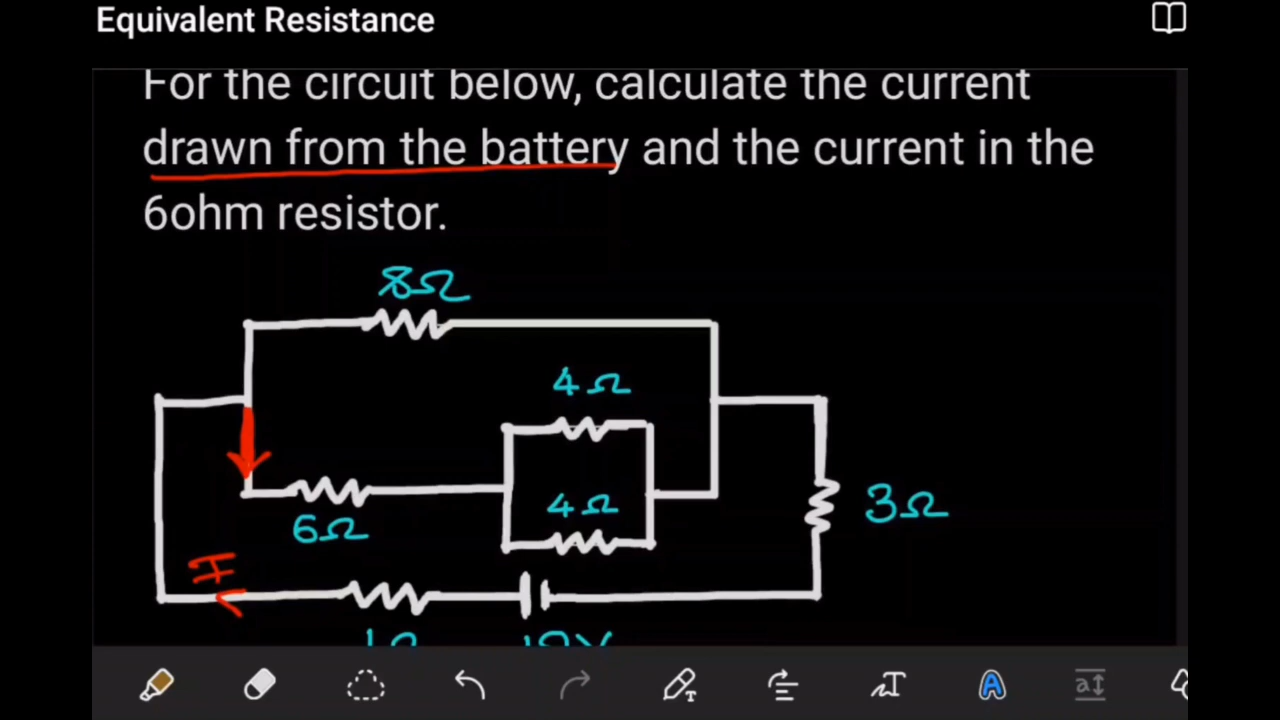 Equivalent Resistance
For the circuit below, calculate the current
drawn from the battery and the current in the
6ohm resistor.
8Ω
4Ω
4Ω
6Ω
3Ω
I